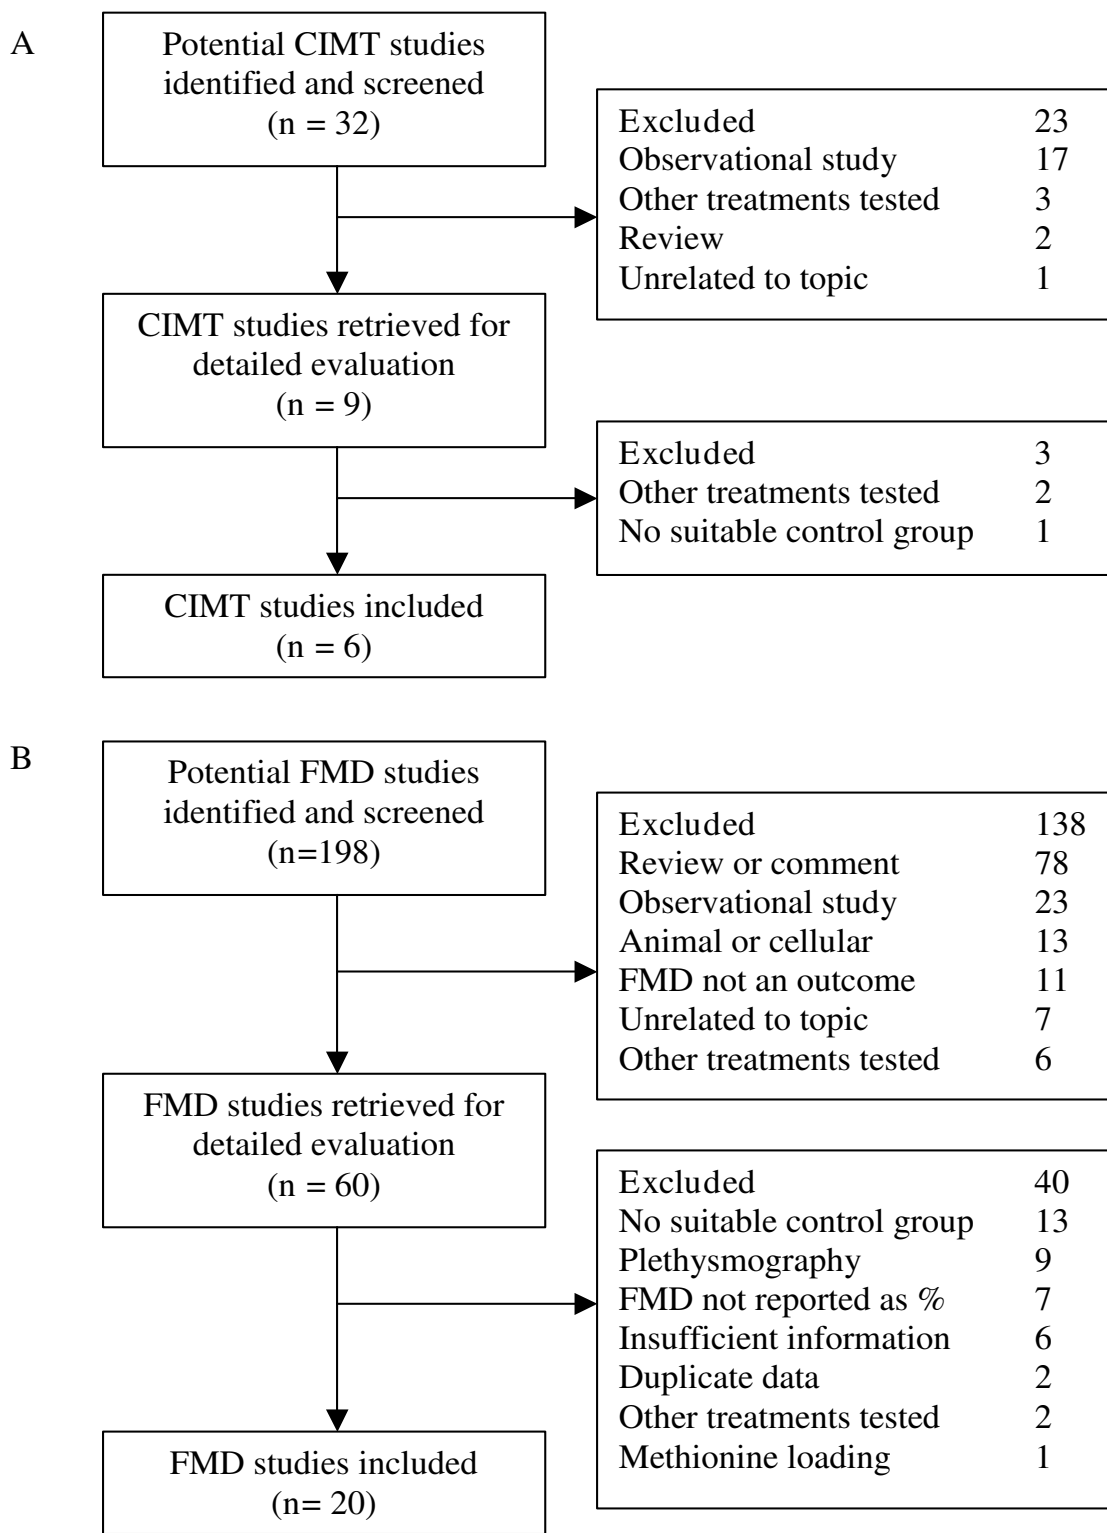 A
Potential CIMT studies
identified and screened
(n = 32)
Excluded 23
Observational study 17
Other treatments tested 3
Review 2
Unrelated to topic 1
CIMT studies retrieved for
detailed evaluation
(n = 9)
Excluded 3
Other treatments tested 2
No suitable control group 1
CIMT studies included
(n = 6)
B
Potential FMD studies
identified and screened
(n=198)
Excluded 138
Review or comment 78
Observational study 23
Animal or cellular 13
FMD not an outcome 11
Unrelated to topic 7
Other treatments tested 6
FMD studies retrieved for
detailed evaluation
(n = 60)
Excluded 40
No suitable control group 13
Plethysmography 9
FMD not reported as % 7
Insufficient information 6
Duplicate data 2
Other treatments tested 2
Methionine loading 1
FMD studies included
(n= 20)